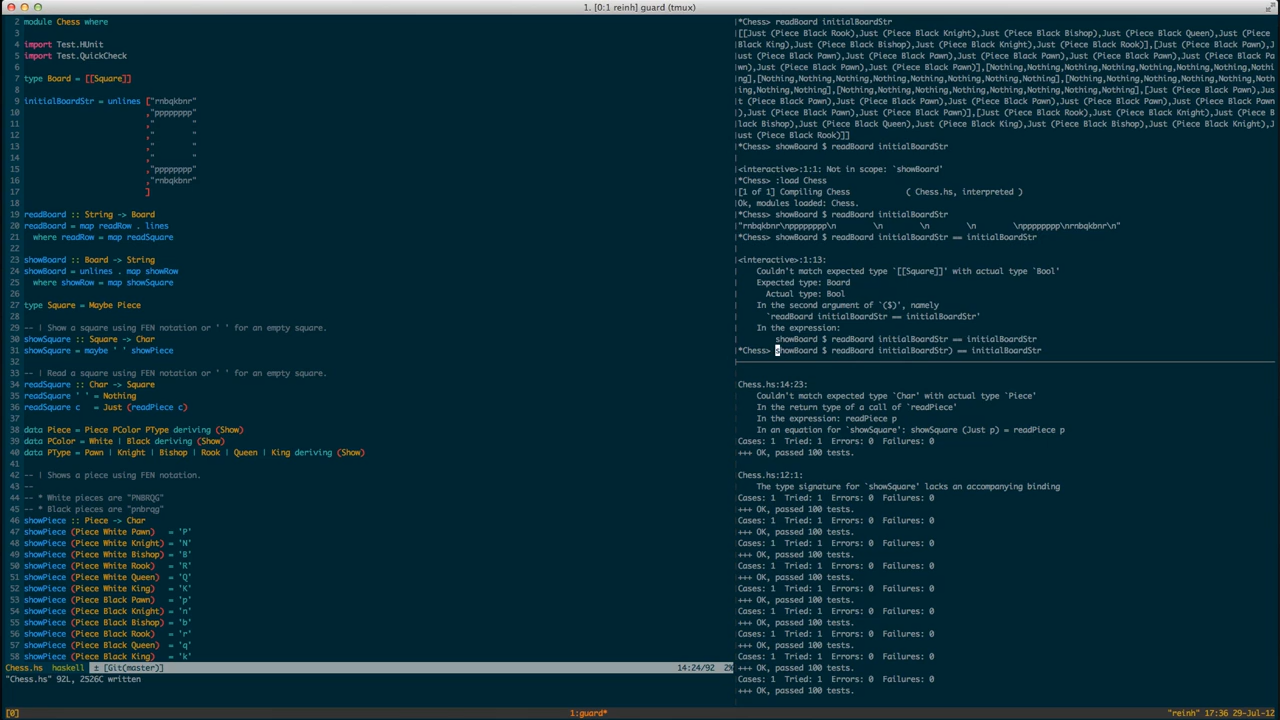 1. [0:1 reinh] guard (tmux)
2 module Chess where
3
4 import Test.HUnit
5 import Test.QuickCheck
6
7 type Board = [[Square]]
8
9 initialBoardStr = unlines ["rnbqkbnr"
10 ,"pppppppp"
11 ,"        "
12 ,"        "
13 ,"        "
14 ,"        "
15 ,"pppppppp"
16 ,"rnbqkbnr"
17 ]
18
19 readBoard :: String -> Board
20 readBoard = map readRow . lines
21   where readRow = map readSquare
22
23 showBoard :: Board -> String
24 showBoard = unlines . map showRow
25   where showRow = map showSquare
26
27 type Square = Maybe Piece
28
29 -- | Show a square using FEN notation or ' ' for an empty square.
30 showSquare :: Square -> Char
31 showSquare = maybe ' ' showPiece
32
33 -- | Read a square using FEN notation or ' ' for an empty square.
34 readSquare :: Char -> Square
35 readSquare ' ' = Nothing
36 readSquare c   = Just (readPiece c)
37
38 data Piece = Piece PColor PType deriving (Show)
39 data PColor = White | Black deriving (Show)
40 data PType = Pawn | Knight | Bishop | Rook | Queen | King deriving (Show)
41
42 -- | Shows a piece using FEN notation.
43 --
44 -- * White pieces are "PNBRQG"
45 -- * Black pieces are "pnbrqg"
46 showPiece :: Piece -> Char
47 showPiece (Piece White Pawn)   = 'P'
48 showPiece (Piece White Knight) = 'N'
49 showPiece (Piece White Bishop) = 'B'
50 showPiece (Piece White Rook)   = 'R'
51 showPiece (Piece White Queen)  = 'Q'
52 showPiece (Piece White King)   = 'K'
53 showPiece (Piece Black Pawn)   = 'p'
54 showPiece (Piece Black Knight) = 'n'
55 showPiece (Piece Black Bishop) = 'b'
56 showPiece (Piece Black Rook)   = 'r'
57 showPiece (Piece Black Queen)  = 'q'
58 showPiece (Piece Black King)   = 'k'
Chess.hs haskell ± [Git(master)] 14:24/92 2%
"Chess.hs" 92L, 2526C written
*Chess> readBoard initialBoardStr
[[Just (Piece Black Rook),Just (Piece Black Knight),Just (Piece Black Bishop),Just (Piece Black Queen),Just (Piece
Black King),Just (Piece Black Bishop),Just (Piece Black Knight),Just (Piece Black Rook)],[Just (Piece Black Pawn),J
ust (Piece Black Pawn),Just (Piece Black Pawn),Just (Piece Black Pawn),Just (Piece Black Pawn),Just (Piece Black Pa
wn),Just (Piece Black Pawn),Just (Piece Black Pawn)],[Nothing,Nothing,Nothing,Nothing,Nothing,Nothing,Nothing,Nothi
ng],[Nothing,Nothing,Nothing,Nothing,Nothing,Nothing,Nothing,Nothing],[Nothing,Nothing,Nothing,Nothing,Nothing,Noth
ing,Nothing,Nothing],[Nothing,Nothing,Nothing,Nothing,Nothing,Nothing,Nothing,Nothing],[Just (Piece Black Pawn),Jus
t (Piece Black Pawn),Just (Piece Black Pawn),Just (Piece Black Pawn),Just (Piece Black Pawn),Just (Piece Black Pawn
),Just (Piece Black Pawn),Just (Piece Black Pawn)],[Just (Piece Black Rook),Just (Piece Black Knight),Just (Piece B
lack Bishop),Just (Piece Black Queen),Just (Piece Black King),Just (Piece Black Bishop),Just (Piece Black Knight),J
ust (Piece Black Rook)]]
*Chess> showBoard $ readBoard initialBoardStr

<interactive>:1:1: Not in scope: `showBoard'
*Chess> :load Chess
[1 of 1] Compiling Chess            ( Chess.hs, interpreted )
Ok, modules loaded: Chess.
*Chess> showBoard $ readBoard initialBoardStr
"rnbqkbnr\npppppppp\n        \n        \n        \n        \npppppppp\nrnbqkbnr\n"
*Chess> showBoard $ readBoard initialBoardStr == initialBoardStr

<interactive>:1:13:
    Couldn't match expected type `[[Square]]' with actual type `Bool'
    Expected type: Board
      Actual type: Bool
    In the second argument of `($)', namely
      `readBoard initialBoardStr == initialBoardStr'
    In the expression:
        showBoard $ readBoard initialBoardStr == initialBoardStr
*Chess> showBoard $ readBoard initialBoardStr) == initialBoardStr
Chess.hs:14:23:
    Couldn't match expected type `Char' with actual type `Piece'
    In the return type of a call of `readPiece'
    In the expression: readPiece p
    In an equation for `showSquare': showSquare (Just p) = readPiece p
Cases: 1  Tried: 1  Errors: 0  Failures: 0
+++ OK, passed 100 tests.

Chess.hs:12:1:
    The type signature for `showSquare' lacks an accompanying binding
Cases: 1  Tried: 1  Errors: 0  Failures: 0
+++ OK, passed 100 tests.
Cases: 1  Tried: 1  Errors: 0  Failures: 0
+++ OK, passed 100 tests.
Cases: 1  Tried: 1  Errors: 0  Failures: 0
+++ OK, passed 100 tests.
Cases: 1  Tried: 1  Errors: 0  Failures: 0
+++ OK, passed 100 tests.
Cases: 1  Tried: 1  Errors: 0  Failures: 0
+++ OK, passed 100 tests.
Cases: 1  Tried: 1  Errors: 0  Failures: 0
+++ OK, passed 100 tests.
Cases: 1  Tried: 1  Errors: 0  Failures: 0
+++ OK, passed 100 tests.
Cases: 1  Tried: 1  Errors: 0  Failures: 0
+++ OK, passed 100 tests.
Cases: 1  Tried: 1  Errors: 0  Failures: 0
+++ OK, passed 100 tests.
[0] 1:guard* "reinh" 17:36 29-Jul-12